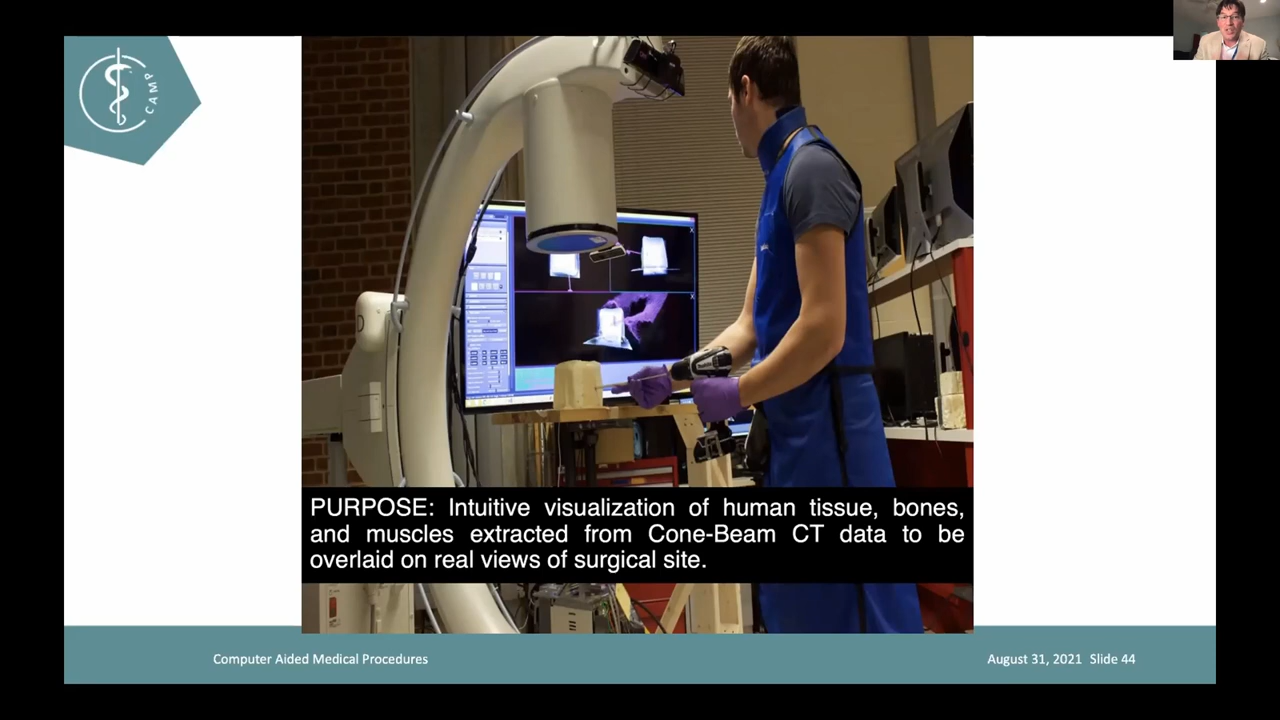 CAMP
PURPOSE: Intuitive visualization of human tissue, bones,
and muscles extracted from Cone-Beam CT data to be
overlaid on real views of surgical site.
Computer Aided Medical Procedures
August 31, 2021 Slide 44